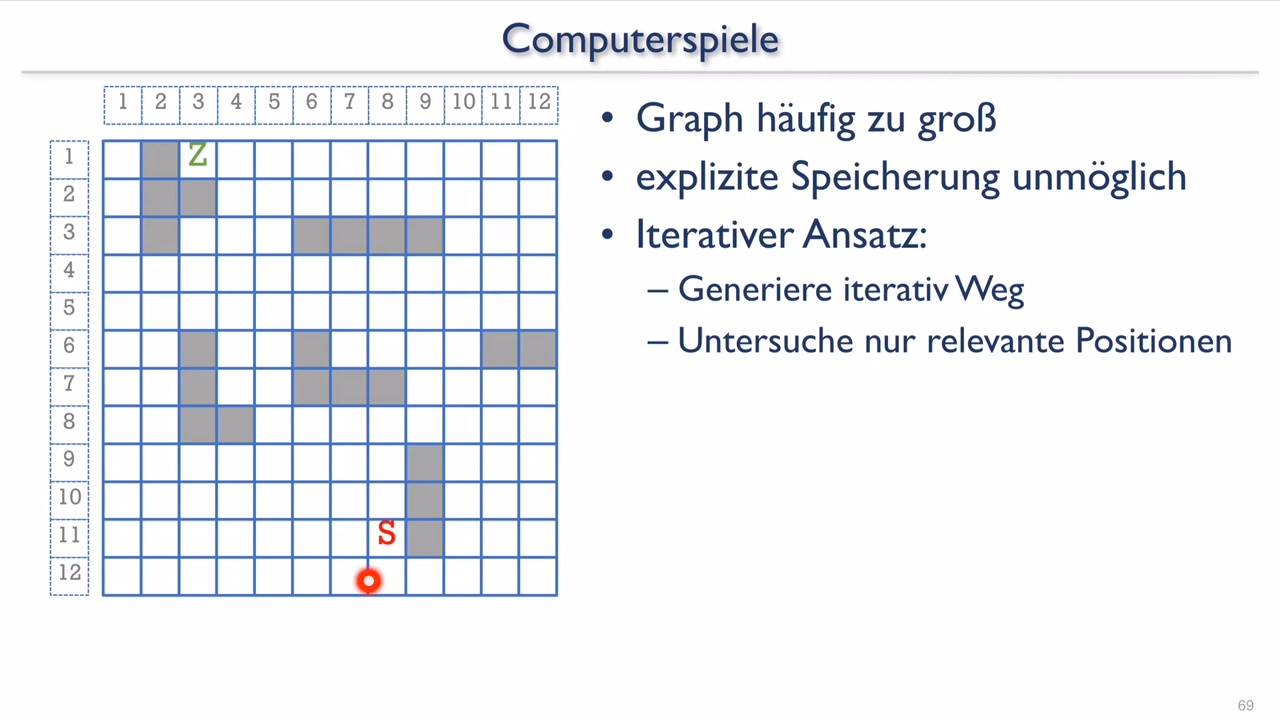 Computerspiele
1 2 3 4 5 6 7 8 9 10 11 12
1
2
3
4
5
6
7
8
9
10
11
12
Z
S
• Graph häufig zu groß
• explizite Speicherung unmöglich
• Iterativer Ansatz:
– Generiere iterativ Weg
– Untersuche nur relevante Positionen
69